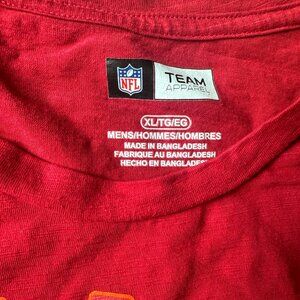 NFL
TEAM
APPAREL
XL/TG/EG
MENS/HOMMES/HOMBRES
MADE IN BANGLADESH
FABRIQUE AU BANGLADESH
HECHO EN BANGLADESH